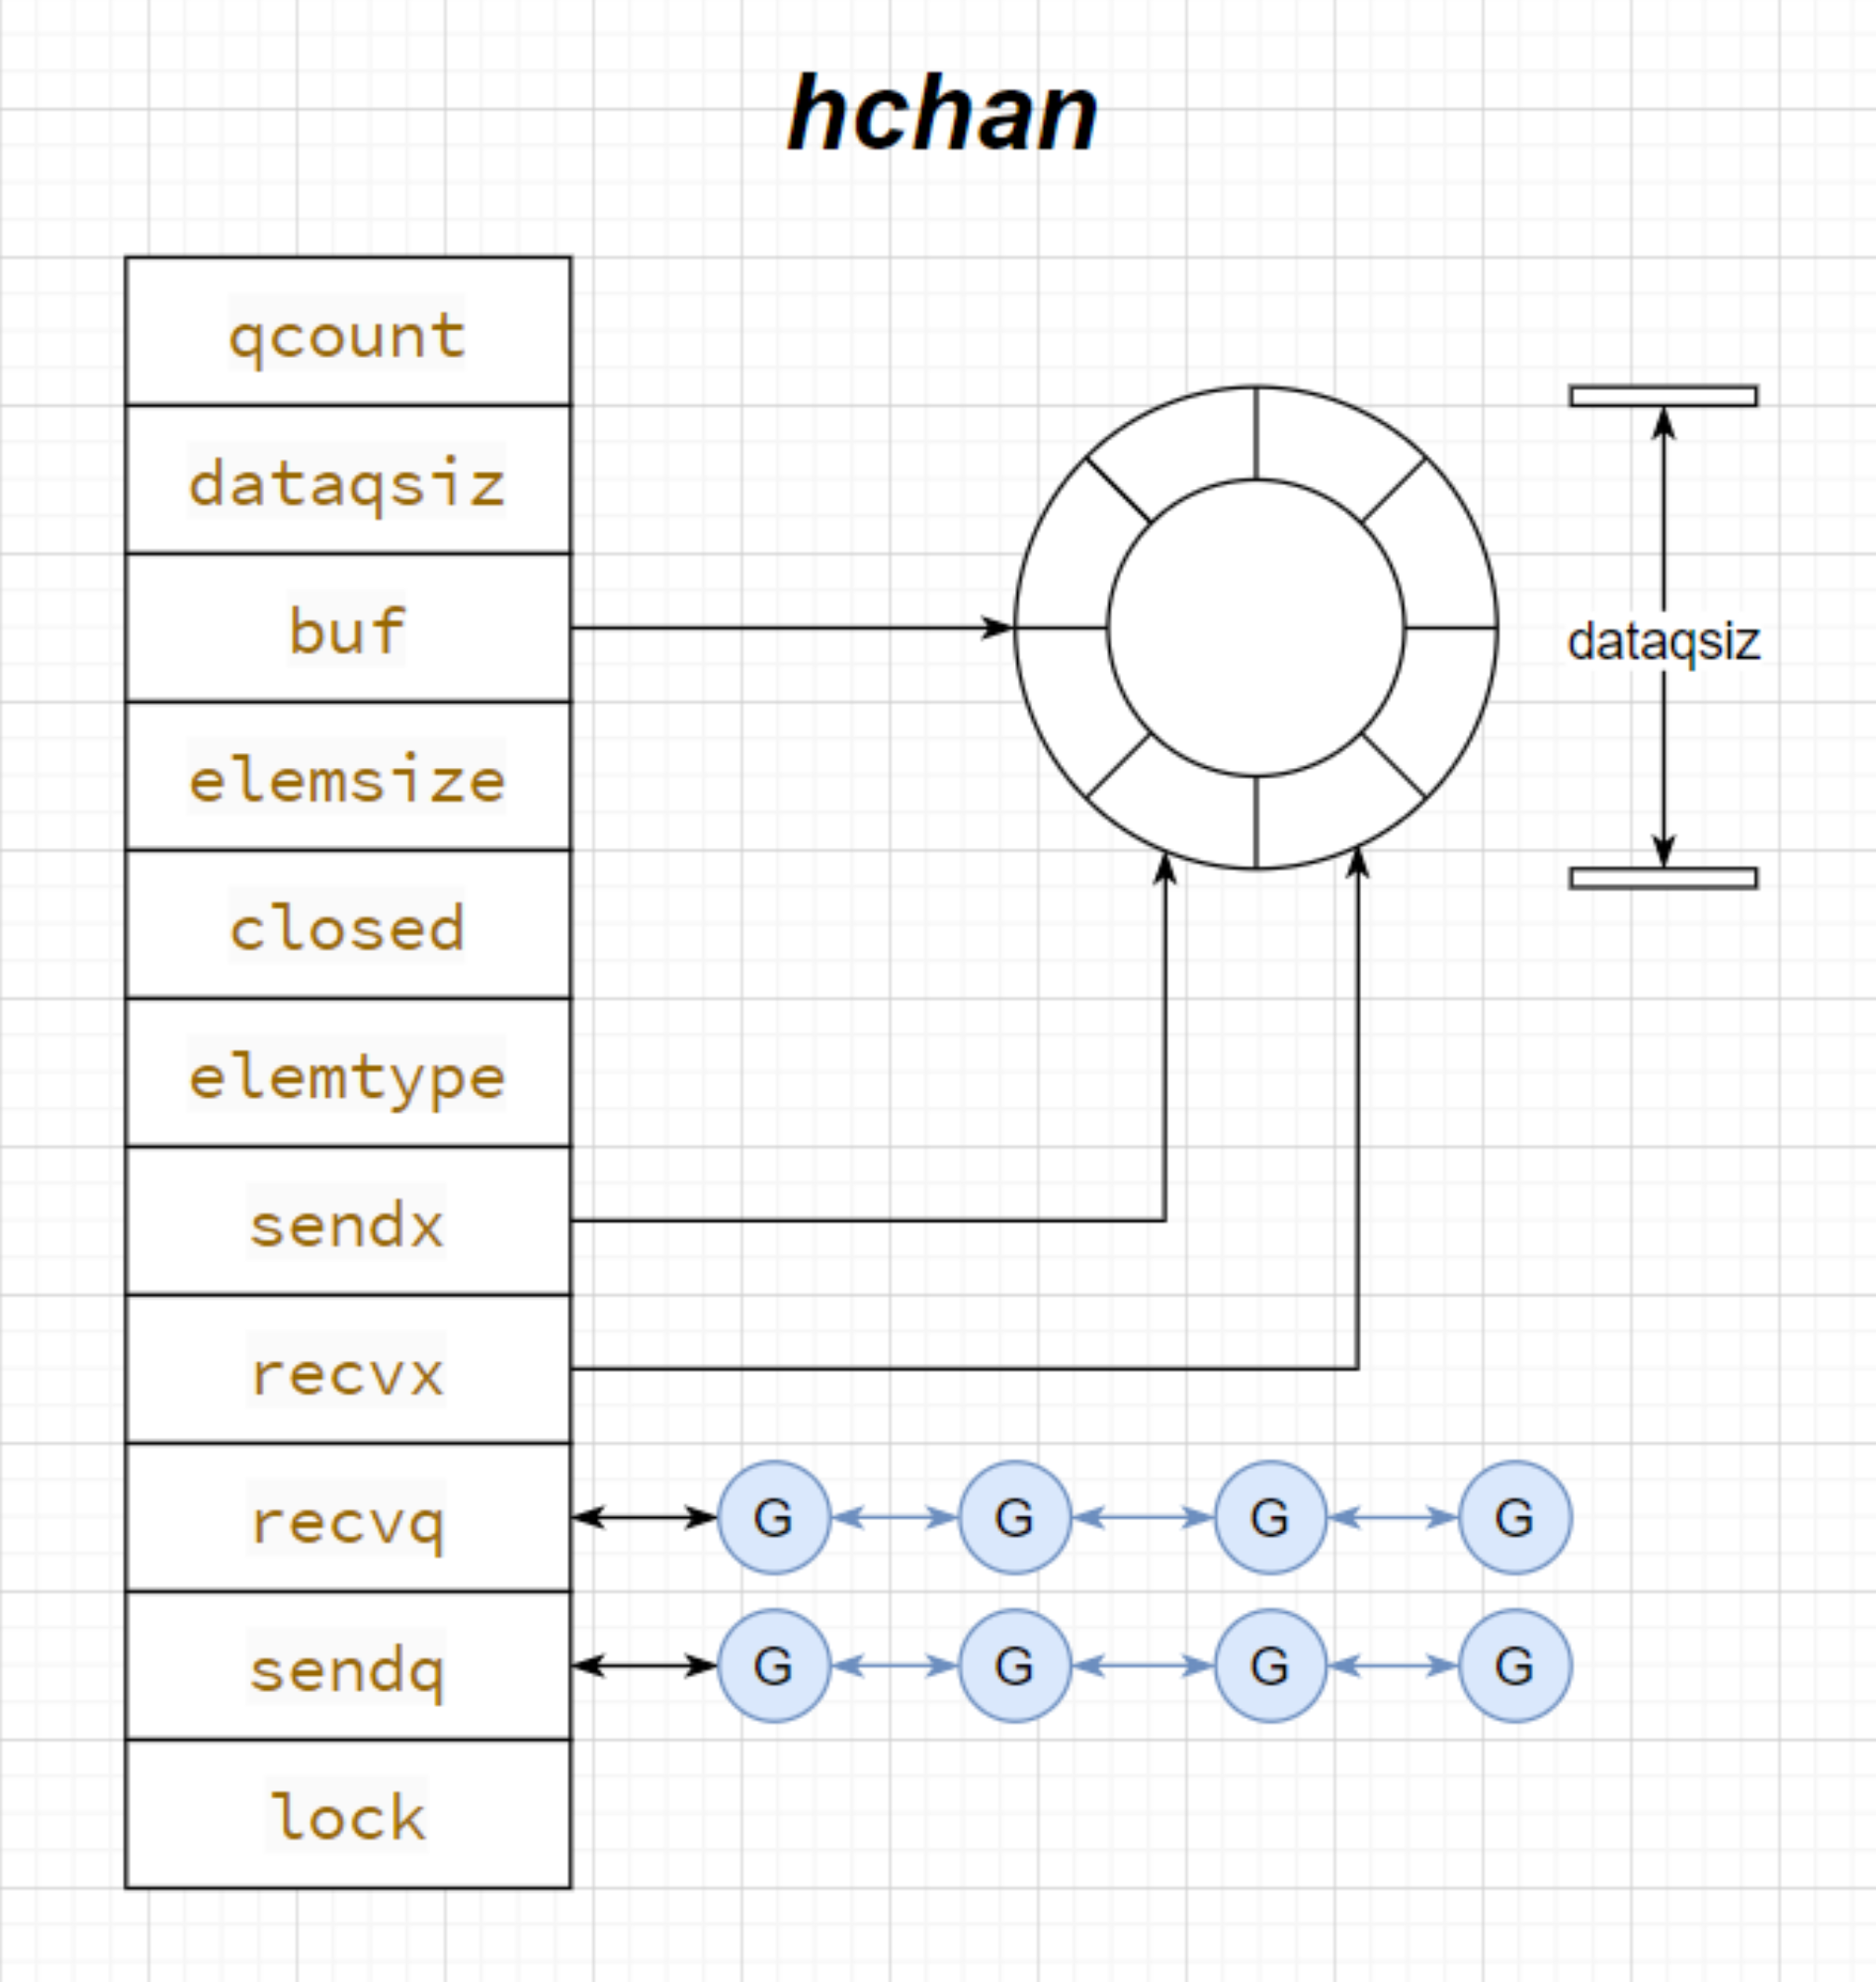 hchan
qcount
dataqsiz
buf
elemsize
closed
elemtype
sendx
recvx
recvq
sendq
lock
dataqsiz
G G G G
G G G G